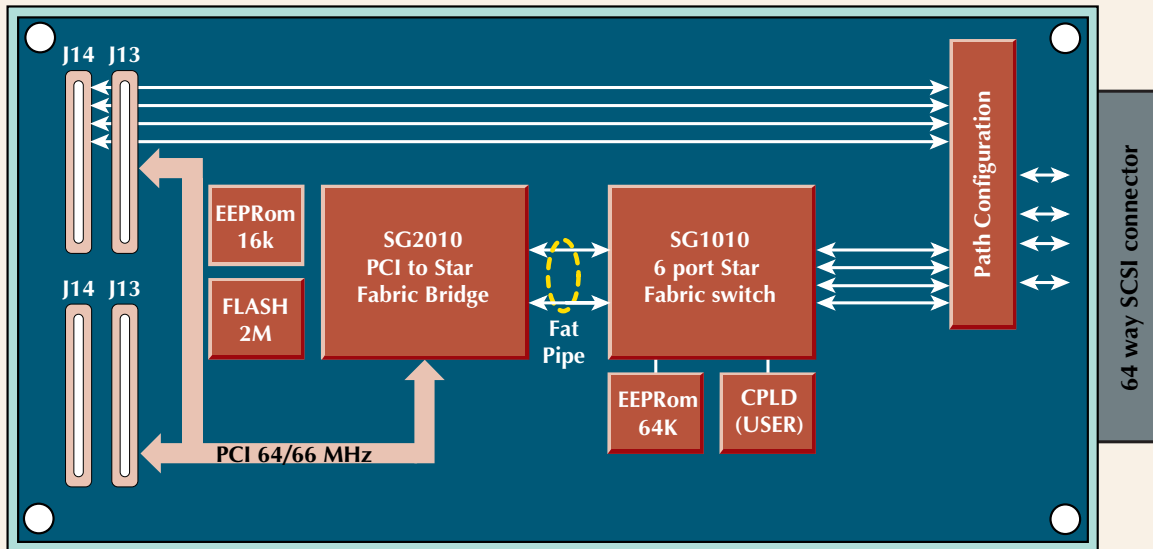 J14 J13
EEPRom
16k
FLASH
2M
SG2010
PCI to Star
Fabric Bridge
Fat
Pipe
SG1010
6 port Star
Fabric switch
EEPRom
64K
CPLD
(USER)
Path Configuration
64 way SCSI connector
J14 J13
PCI 64/66 MHz